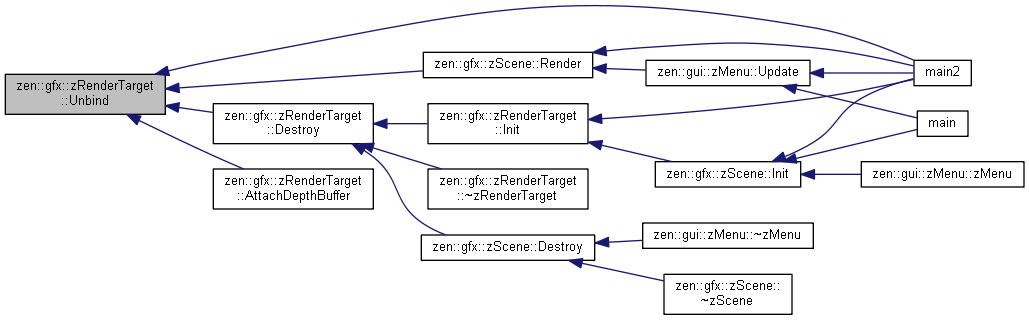 zen::gfx::zRenderTarget
::Unbind
zen::gfx::zScene::Render
zen::gui::zMenu::Update
main2
zen::gfx::zRenderTarget
::Destroy
zen::gfx::zRenderTarget
::Init
main
zen::gfx::zRenderTarget
::AttachDepthBuffer
zen::gfx::zRenderTarget
::~zRenderTarget
zen::gfx::zScene::Init
zen::gui::zMenu::zMenu
zen::gfx::zScene::Destroy
zen::gui::zMenu::~zMenu
zen::gfx::zScene::
~zScene